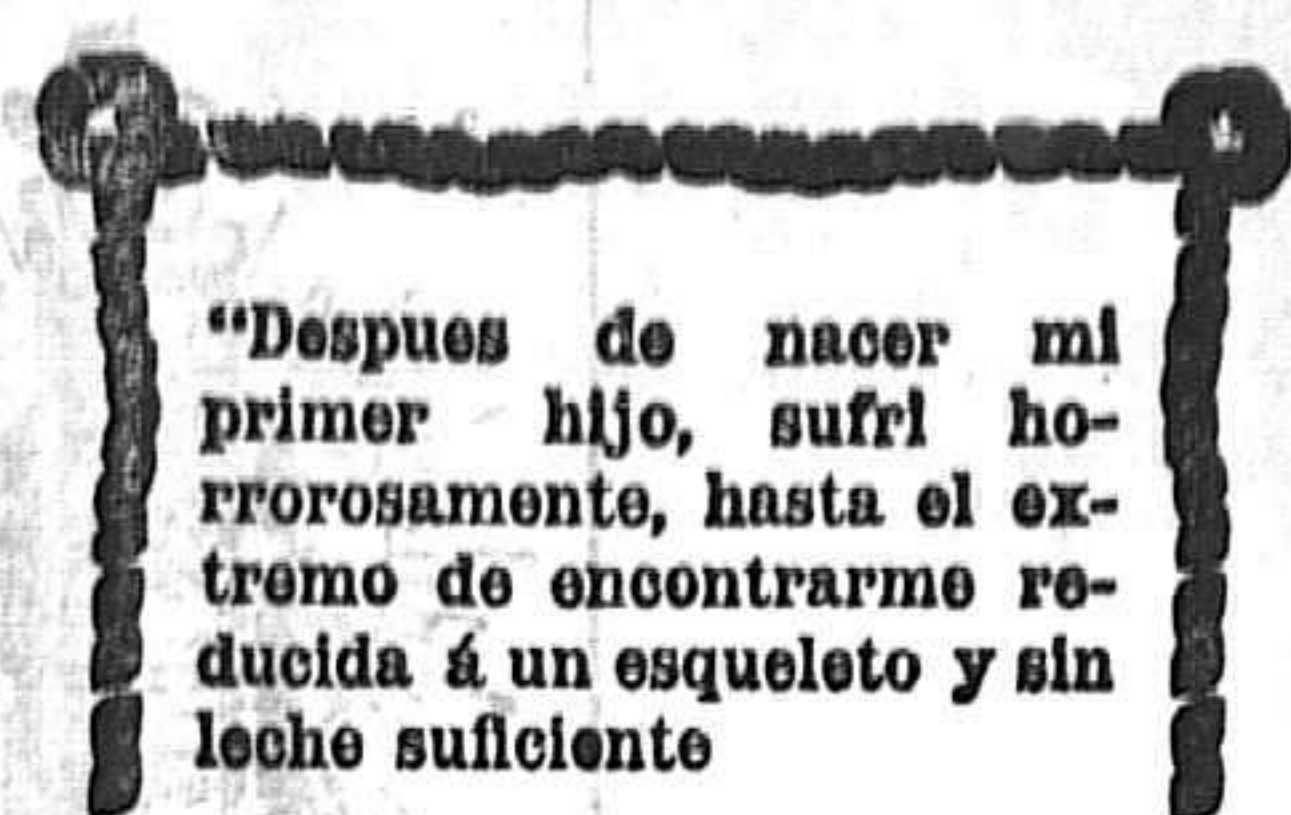 “Despues de nacer mi
primer hijo, sufri ho-
rrorosamente, hasta el ex-
tremo de encontrarme re-
ducida á un esqueleto y sin
leche suficiente